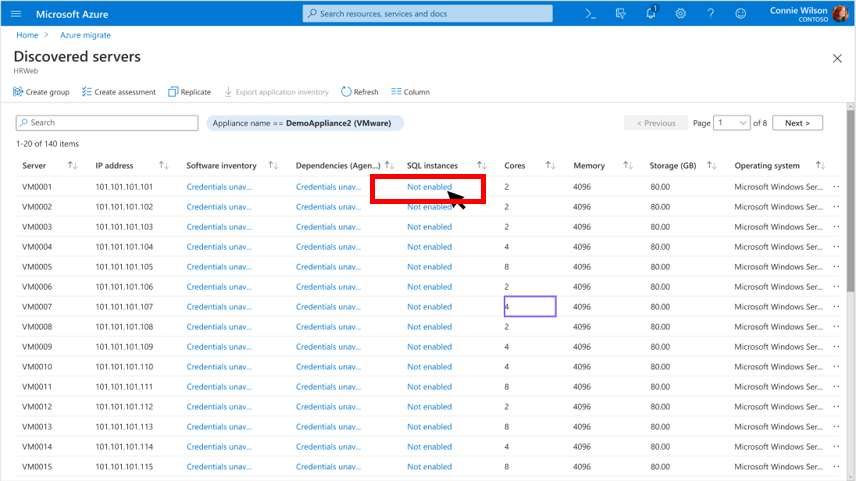 Microsoft Azure
Search resources, services and docs
1
Connie Wilson
CONTOSO
Home > Azure migrate
Discovered servers
HRWeb
Create group Create assessment Replicate Export application inventory Refresh Column
Search Appliance name == DemoAppliance2 (VMware) < Previous Page 1 of 8 Next >
1-20 of 140 items
Server IP address Software inventory Dependencies (Agen...) SQL instances Cores Memory Storage (GB) Operating system
VM0001 101.101.101.101 Credentials unav... Credentials unav... Not enabled 2 4096 80.00 Microsoft Windows Ser...
VM0002 101.101.101.102 Credentials unav... Credentials unav... Not enabled 2 4096 80.00 Microsoft Windows Ser...
VM0003 101.101.101.103 Credentials unav... Credentials unav... Not enabled 2 4096 80.00 Microsoft Windows Ser...
VM0004 101.101.101.104 Credentials unav... Credentials unav... Not enabled 4 4096 80.00 Microsoft Windows Ser...
VM0005 101.101.101.105 Credentials unav... Credentials unav... Not enabled 8 4096 80.00 Microsoft Windows Ser...
VM0006 101.101.101.106 Credentials unav... Credentials unav... Not enabled 2 4096 80.00 Microsoft Windows Ser...
VM0007 101.101.101.107 Credentials unav... Credentials unav... Not enabled 4 4096 80.00 Microsoft Windows Ser...
VM0008 101.101.101.108 Credentials unav... Credentials unav... Not enabled 2 4096 80.00 Microsoft Windows Ser...
VM0009 101.101.101.109 Credentials unav... Credentials unav... Not enabled 4 4096 80.00 Microsoft Windows Ser...
VM0010 101.101.101.110 Credentials unav... Credentials unav... Not enabled 4 4096 80.00 Microsoft Windows Ser...
VM0011 101.101.101.111 Credentials unav... Credentials unav... Not enabled 8 4096 80.00 Microsoft Windows Ser...
VM0012 101.101.101.112 Credentials unav... Credentials unav... Not enabled 2 4096 80.00 Microsoft Windows Ser...
VM0013 101.101.101.113 Credentials unav... Credentials unav... Not enabled 8 4096 80.00 Microsoft Windows Ser...
VM0014 101.101.101.114 Credentials unav... Credentials unav... Not enabled 4 4096 80.00 Microsoft Windows Ser...
VM0015 101.101.101.115 Credentials unav... Credentials unav... Not enabled 8 4096 80.00 Microsoft Windows Ser...